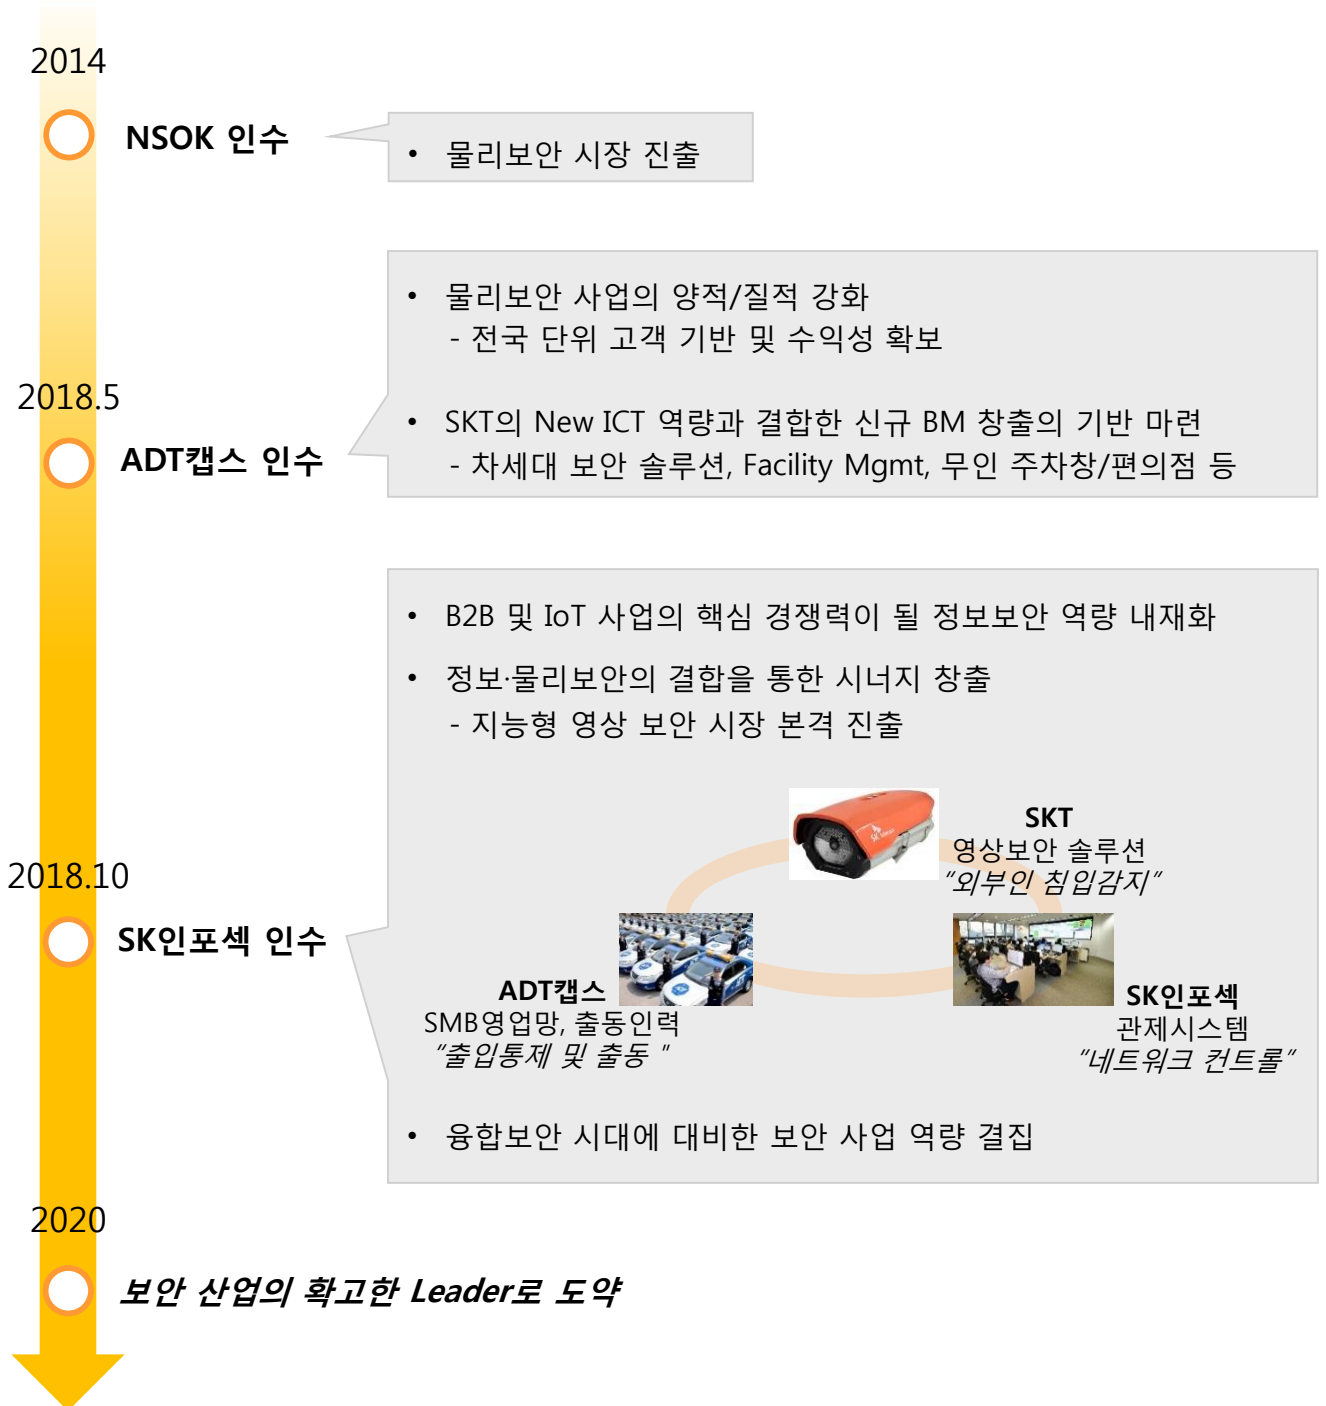 2014
NSOK 인수
• 물리보안 시장 진출
2018.5
ADT캡스 인수
• 물리보안 사업의 양적/질적 강화
- 전국 단위 고객 기반 및 수익성 확보
• SKT의 New ICT 역량과 결합한 신규 BM 창출의 기반 마련
- 차세대 보안 솔루션, Facility Mgmt, 무인 주차창/편의점 등
2018.10
SK인포섹 인수
• B2B 및 IoT 사업의 핵심 경쟁력이 될 정보보안 역량 내재화
• 정보·물리보안의 결합을 통한 시너지 창출
- 지능형 영상 보안 시장 본격 진출
SKT
영상보안 솔루션
“외부인 침입감지”
SK telecom
ADT캡스
SMB영업망, 출동인력
“출입통제 및 출동 "
SK인포섹
관제시스템
“네트워크 컨트롤”
• 융합보안 시대에 대비한 보안 사업 역량 결집
2020
보안 산업의 확고한 Leader로 도약